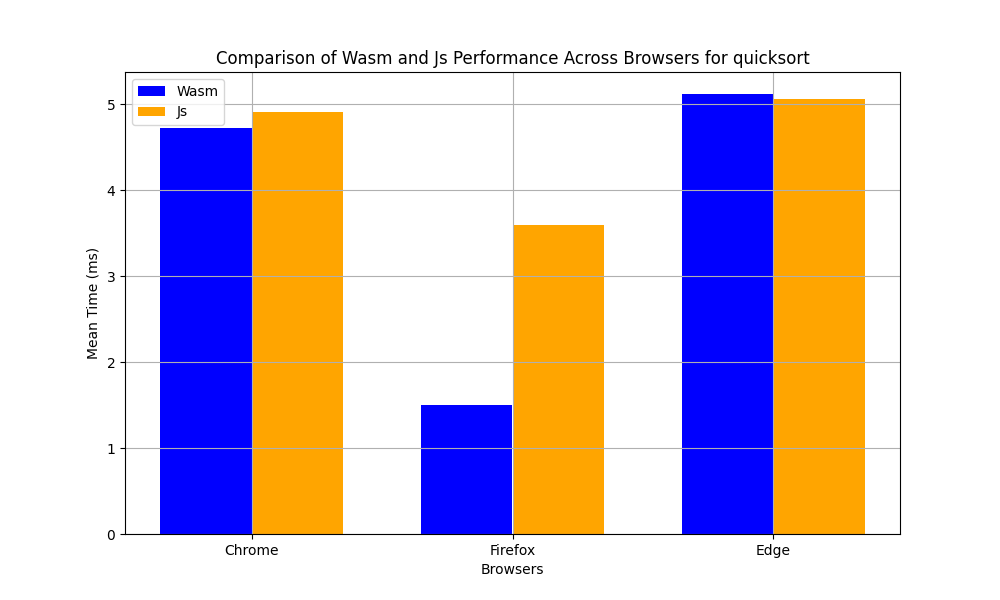 Comparison of Wasm and Js Performance Across Browsers for quicksort
Wasm
Js
5
4
3
2
1
0
Mean Time (ms)
Chrome
Firefox
Edge
Browsers